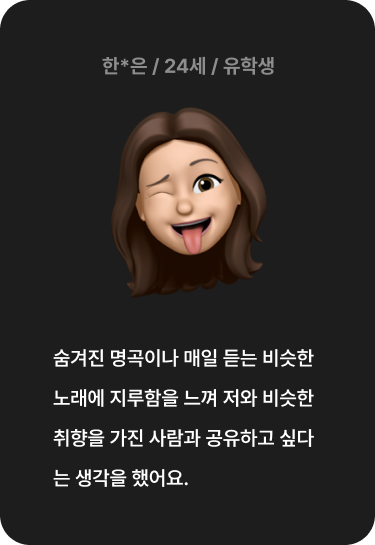 한*은 / 24세 / 유학생
숨겨진 명곡이나 매일 듣는 비슷한
노래에 지루함을 느껴 저와 비슷한
취향을 가진 사람과 공유하고 싶다
는 생각을 했어요.